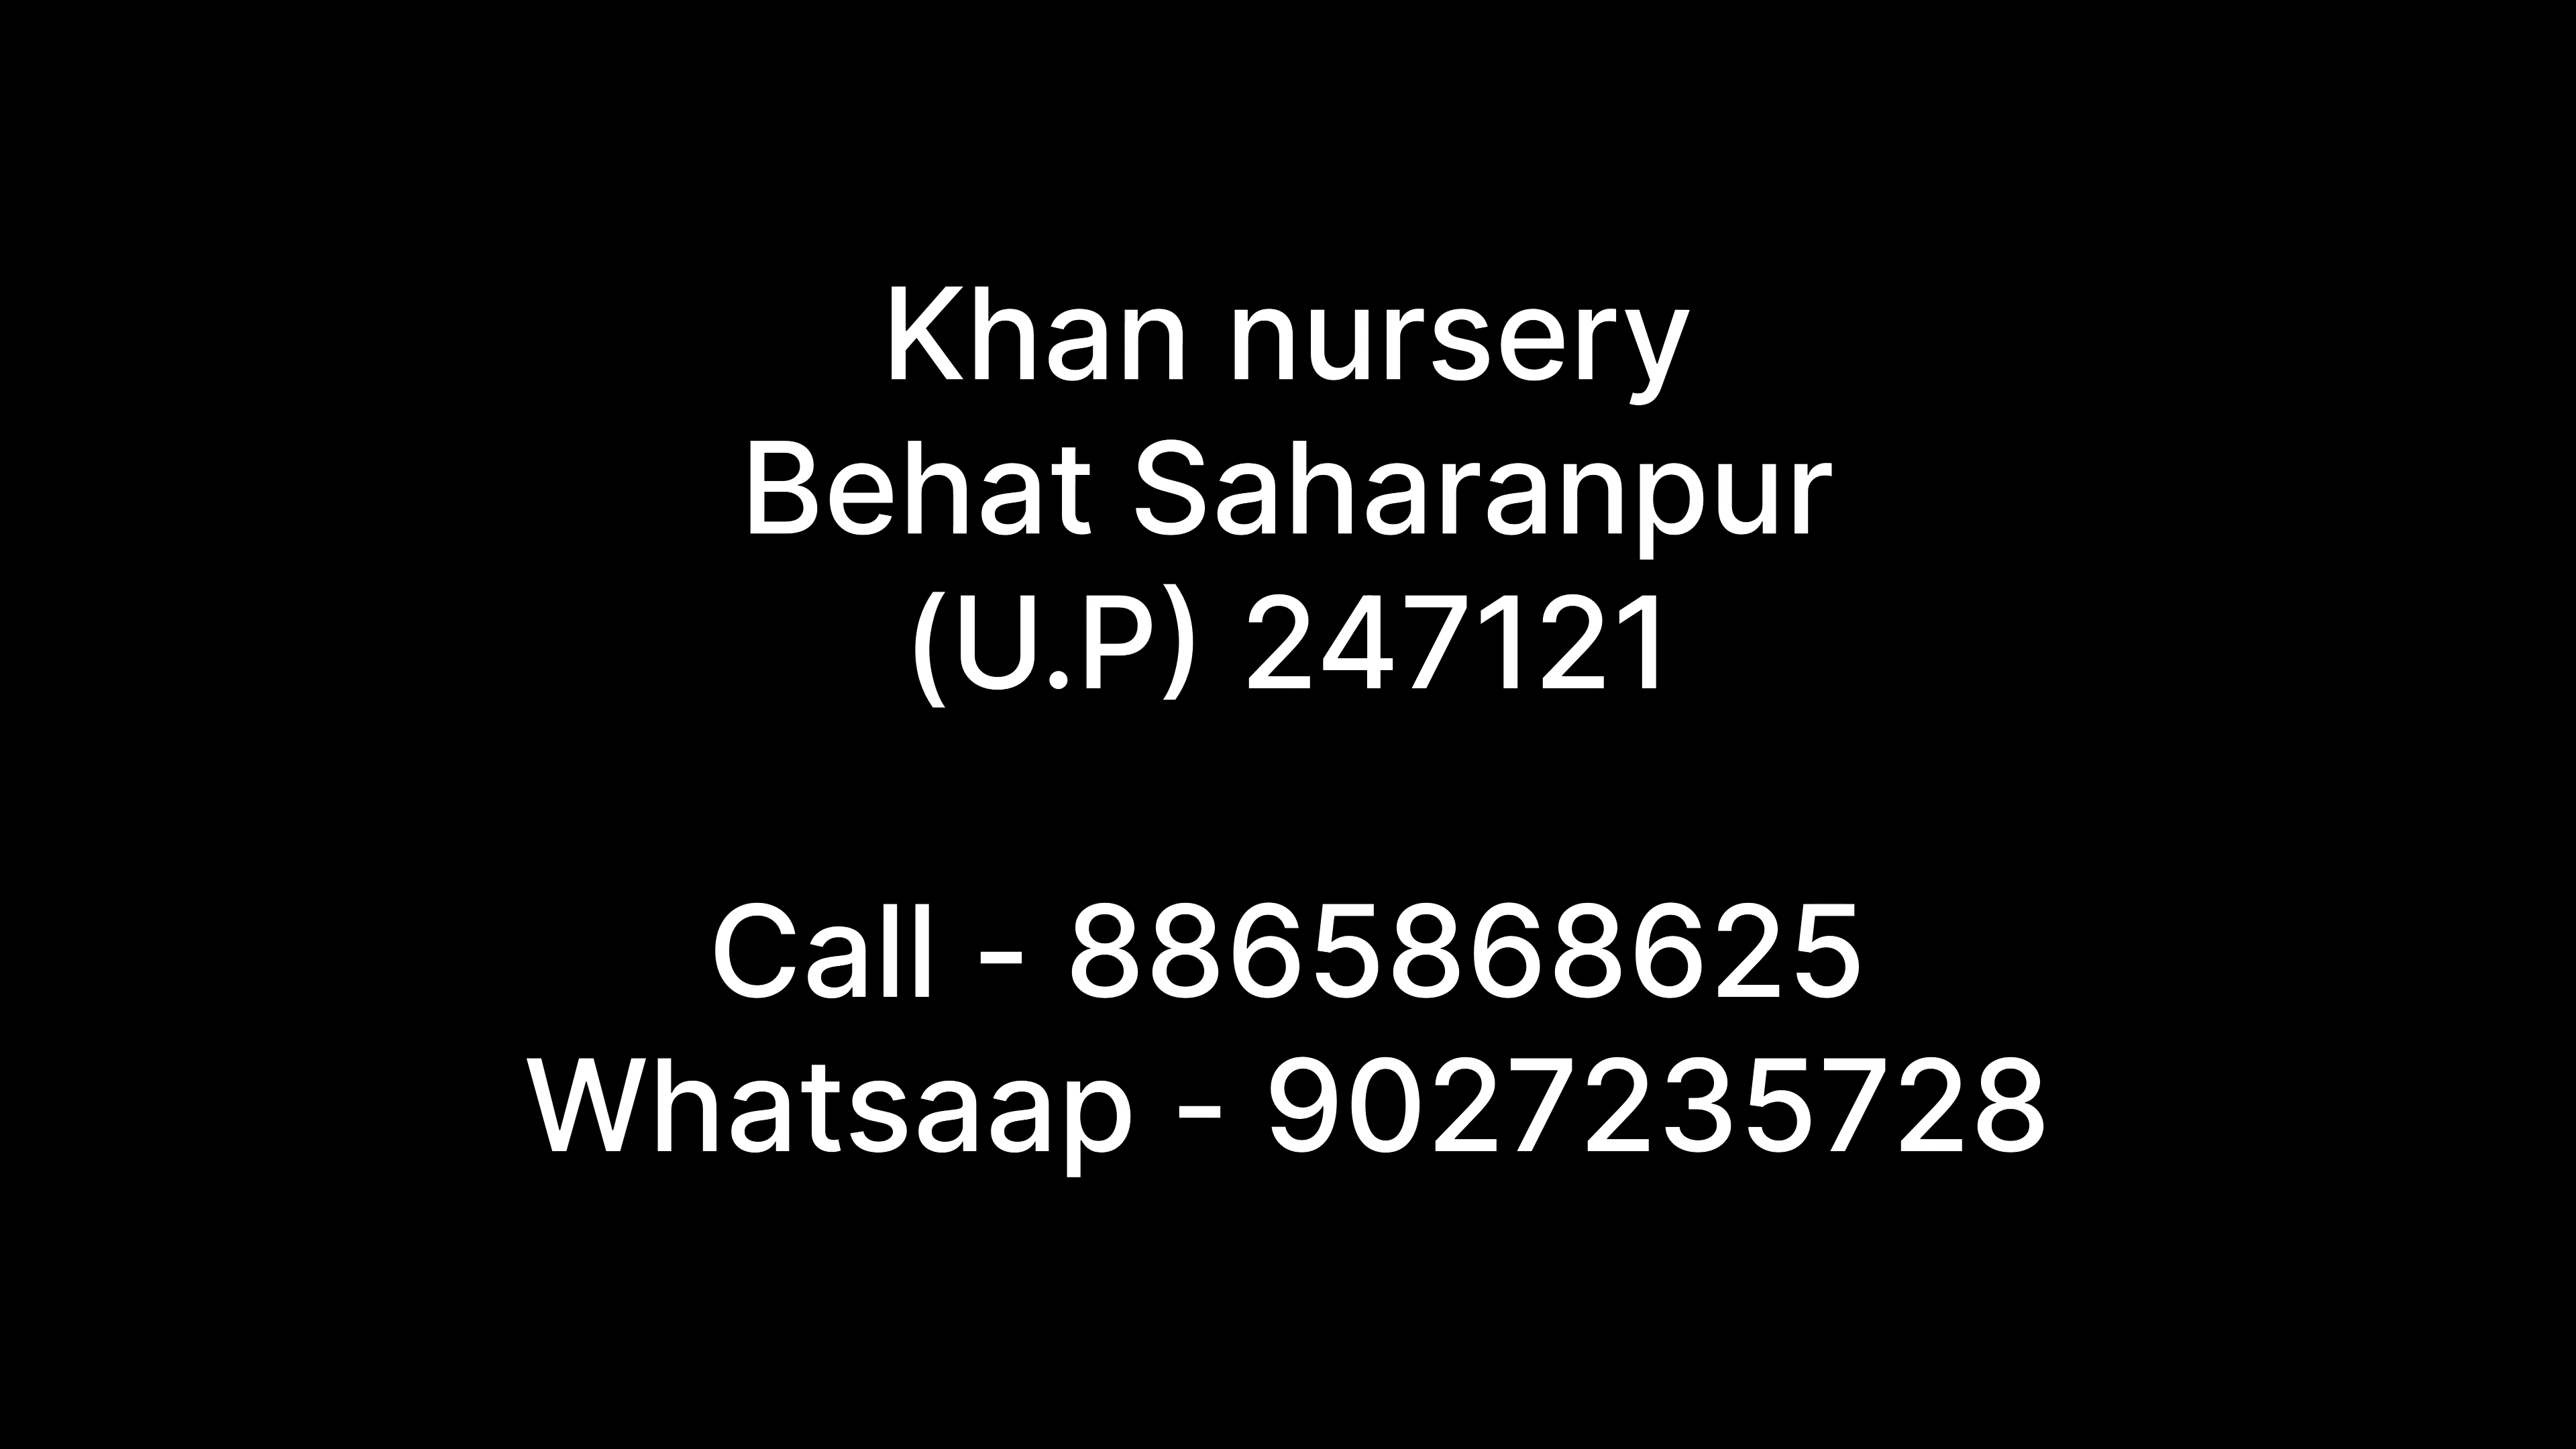 Khan nursery
Behat Saharanpur
(U.P) 247121
Call - 8865868625
Whatsaap - 9027235728